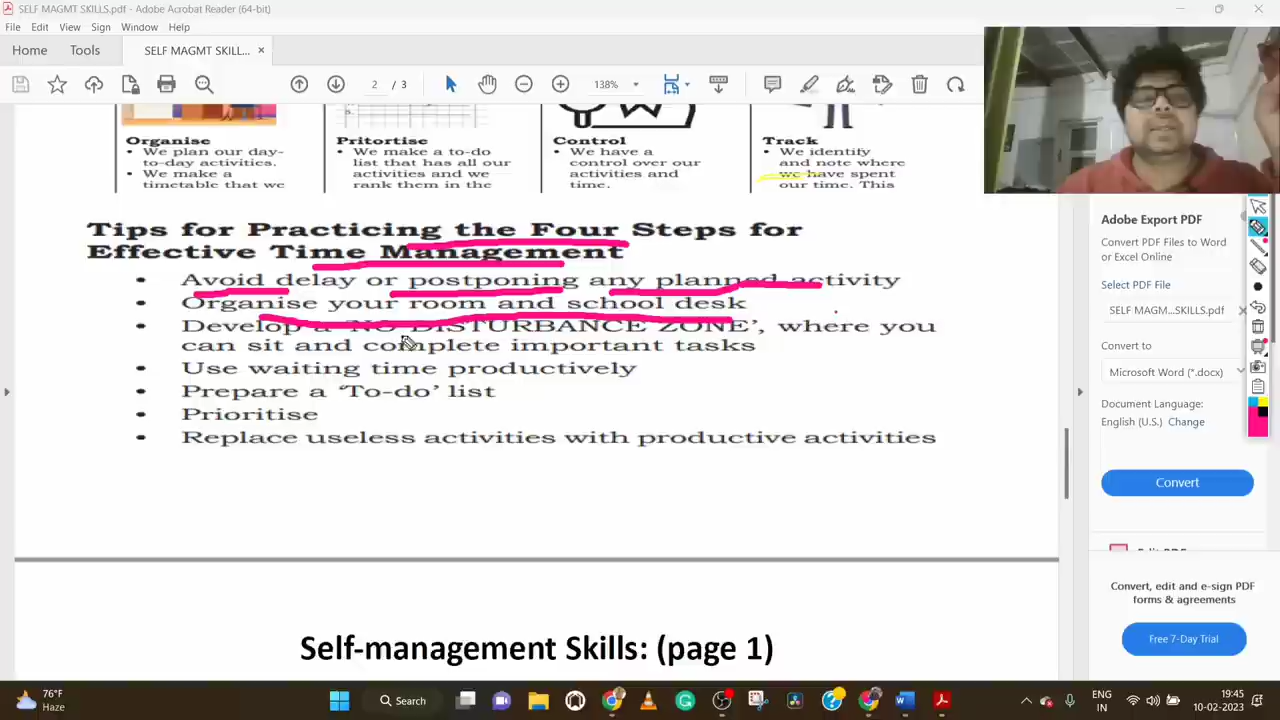 SELF MAGMT SKILLS.pdf - Adobe Acrobat Reader (64-bit)
File Edit View Sign Window Help
Home Tools SELF MAGMT SKILL... ×
2 / 3 138%
Organise
We plan our day-
to-day activities.
We make a
timetable that we
Pritortise
We make a to-do
list that has all our
activities and we
rank them in the
Control
We have a
control over our
activities and
time.
Track
We identify
and note where
we have spent
our time. This
Tips for Practicing the Four Steps for
Effective Time Management
• Avoid delay or postponing any planned activity
• Organise your room and school desk
• Develop a ‘NO DISTURBANCE ZONE’, where you
can sit and complete important tasks
• Use waiting time productively
• Prepare a ‘To-do’ list
• Prioritise
• Replace useless activities with productive activities
Self-management Skills: (page 1)
Adobe Export PDF
Convert PDF Files to Word
or Excel Online
Select PDF File
SELF MAGM...SKILLS.pdf
Convert to
Microsoft Word (*.docx)
Document Language:
English (U.S.) Change
Convert
Convert, edit and e-sign PDF
forms & agreements
Free 7-Day Trial
76°F
Haze
Search
ENG
IN
19:45
10-02-2023